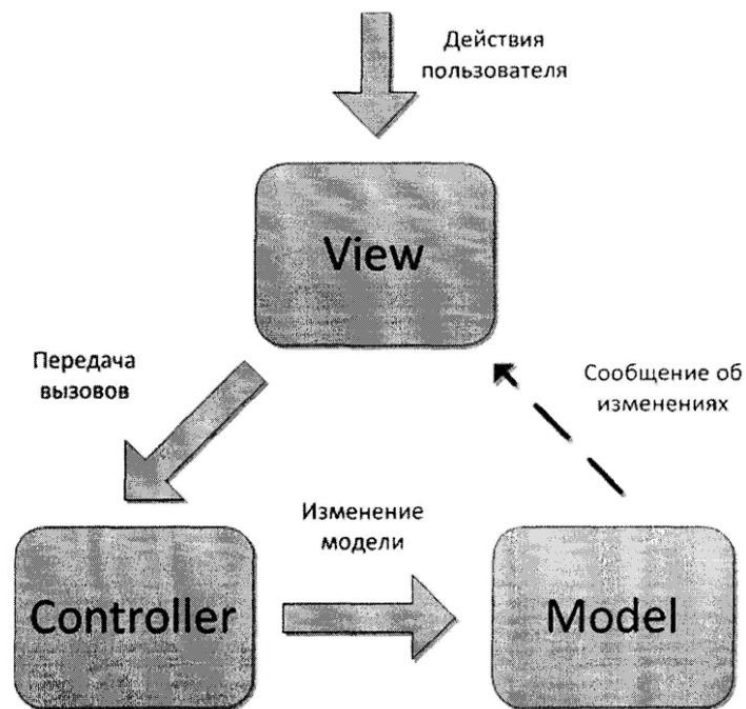 Действия
пользователя
View
Передача
вызовов
Сообщение об
изменениях
Изменение
модели
Controller
Model